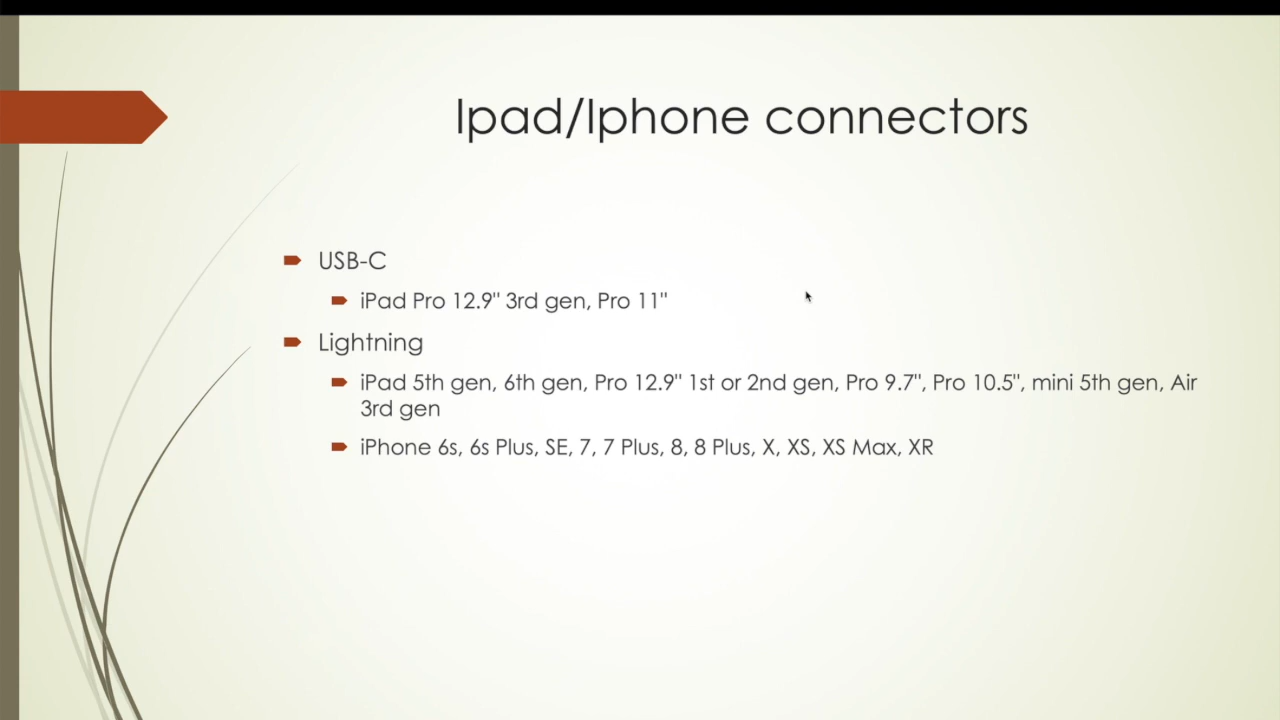 Ipad/Iphone connectors
USB-C
iPad Pro 12.9" 3rd gen, Pro 11"
Lightning
iPad 5th gen, 6th gen, Pro 12.9" 1st or 2nd gen, Pro 9.7", Pro 10.5", mini 5th gen, Air
3rd gen
iPhone 6s, 6s Plus, SE, 7, 7 Plus, 8, 8 Plus, X, XS, XS Max, XR